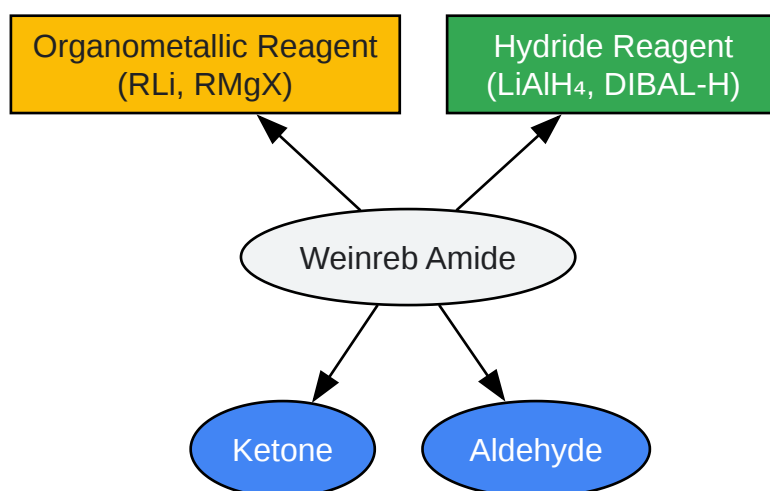 Organometallic Reagent
(RLi, RMgX)
Hydride Reagent
(LiAlH₄, DIBAL-H)
Weinreb Amide
Ketone
Aldehyde